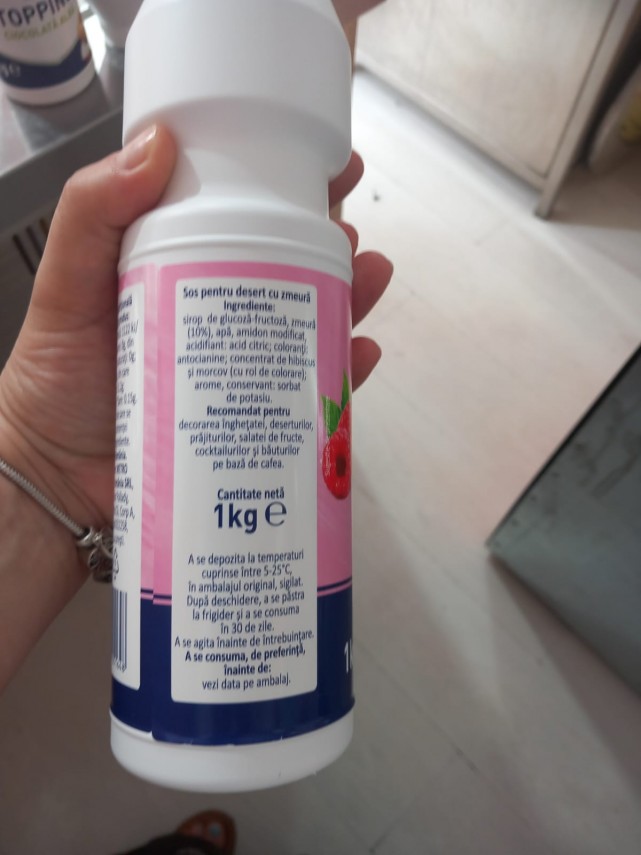 TOPPIN
CIOCOLATĂ AL
Sos pentru desert cu zmeură
Ingrediente:
sirop de glucoză-fructoză, zmeură
(10%), apă, amidon modificat,
acidifiant: acid citric; coloranți:
antocianine; concentrat de hibiscus
și morcov (cu rol de colorare);
arome, conservant: sorbat
de potasiu.
Recomandat pentru
decorarea înghețatei, deserturilor,
prăjiturilor, salatei de fructe,
cocktailurilor și băuturilor
pe bază de cafea.
Cantitate netă
1kg ℮
A se depozita la temperaturi
cuprinse între 5-25°C,
în ambalajul original, sigilat.
După deschidere, a se păstra
la frigider și a se consuma
în 30 de zile.
A se agita înainte de întrebuințare.
A se consuma, de preferință,
înainte de:
vezi data pe ambalaj.